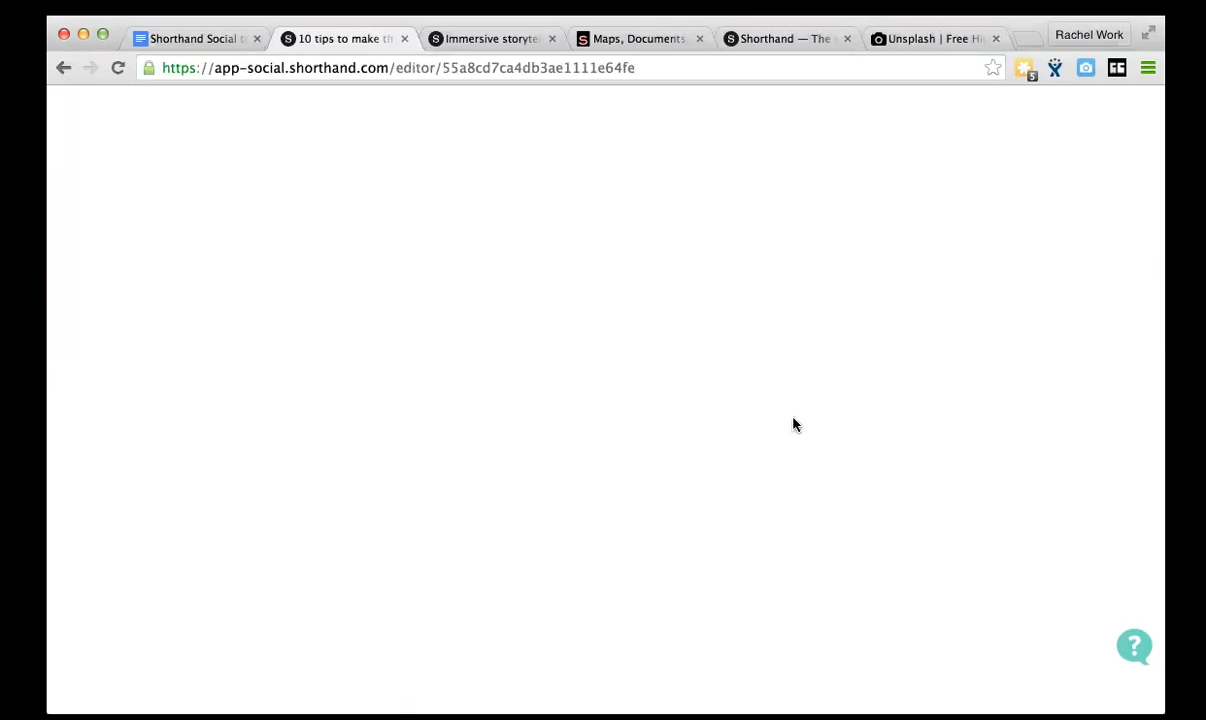 Shorthand Social t
10 tips to make th
Immersive storyte
Maps, Documents
Shorthand — The
Unsplash | Free Hi
Rachel Work
https://app-social.shorthand.com/editor/55a8cd7ca4db3ae1111e64fe
5
?